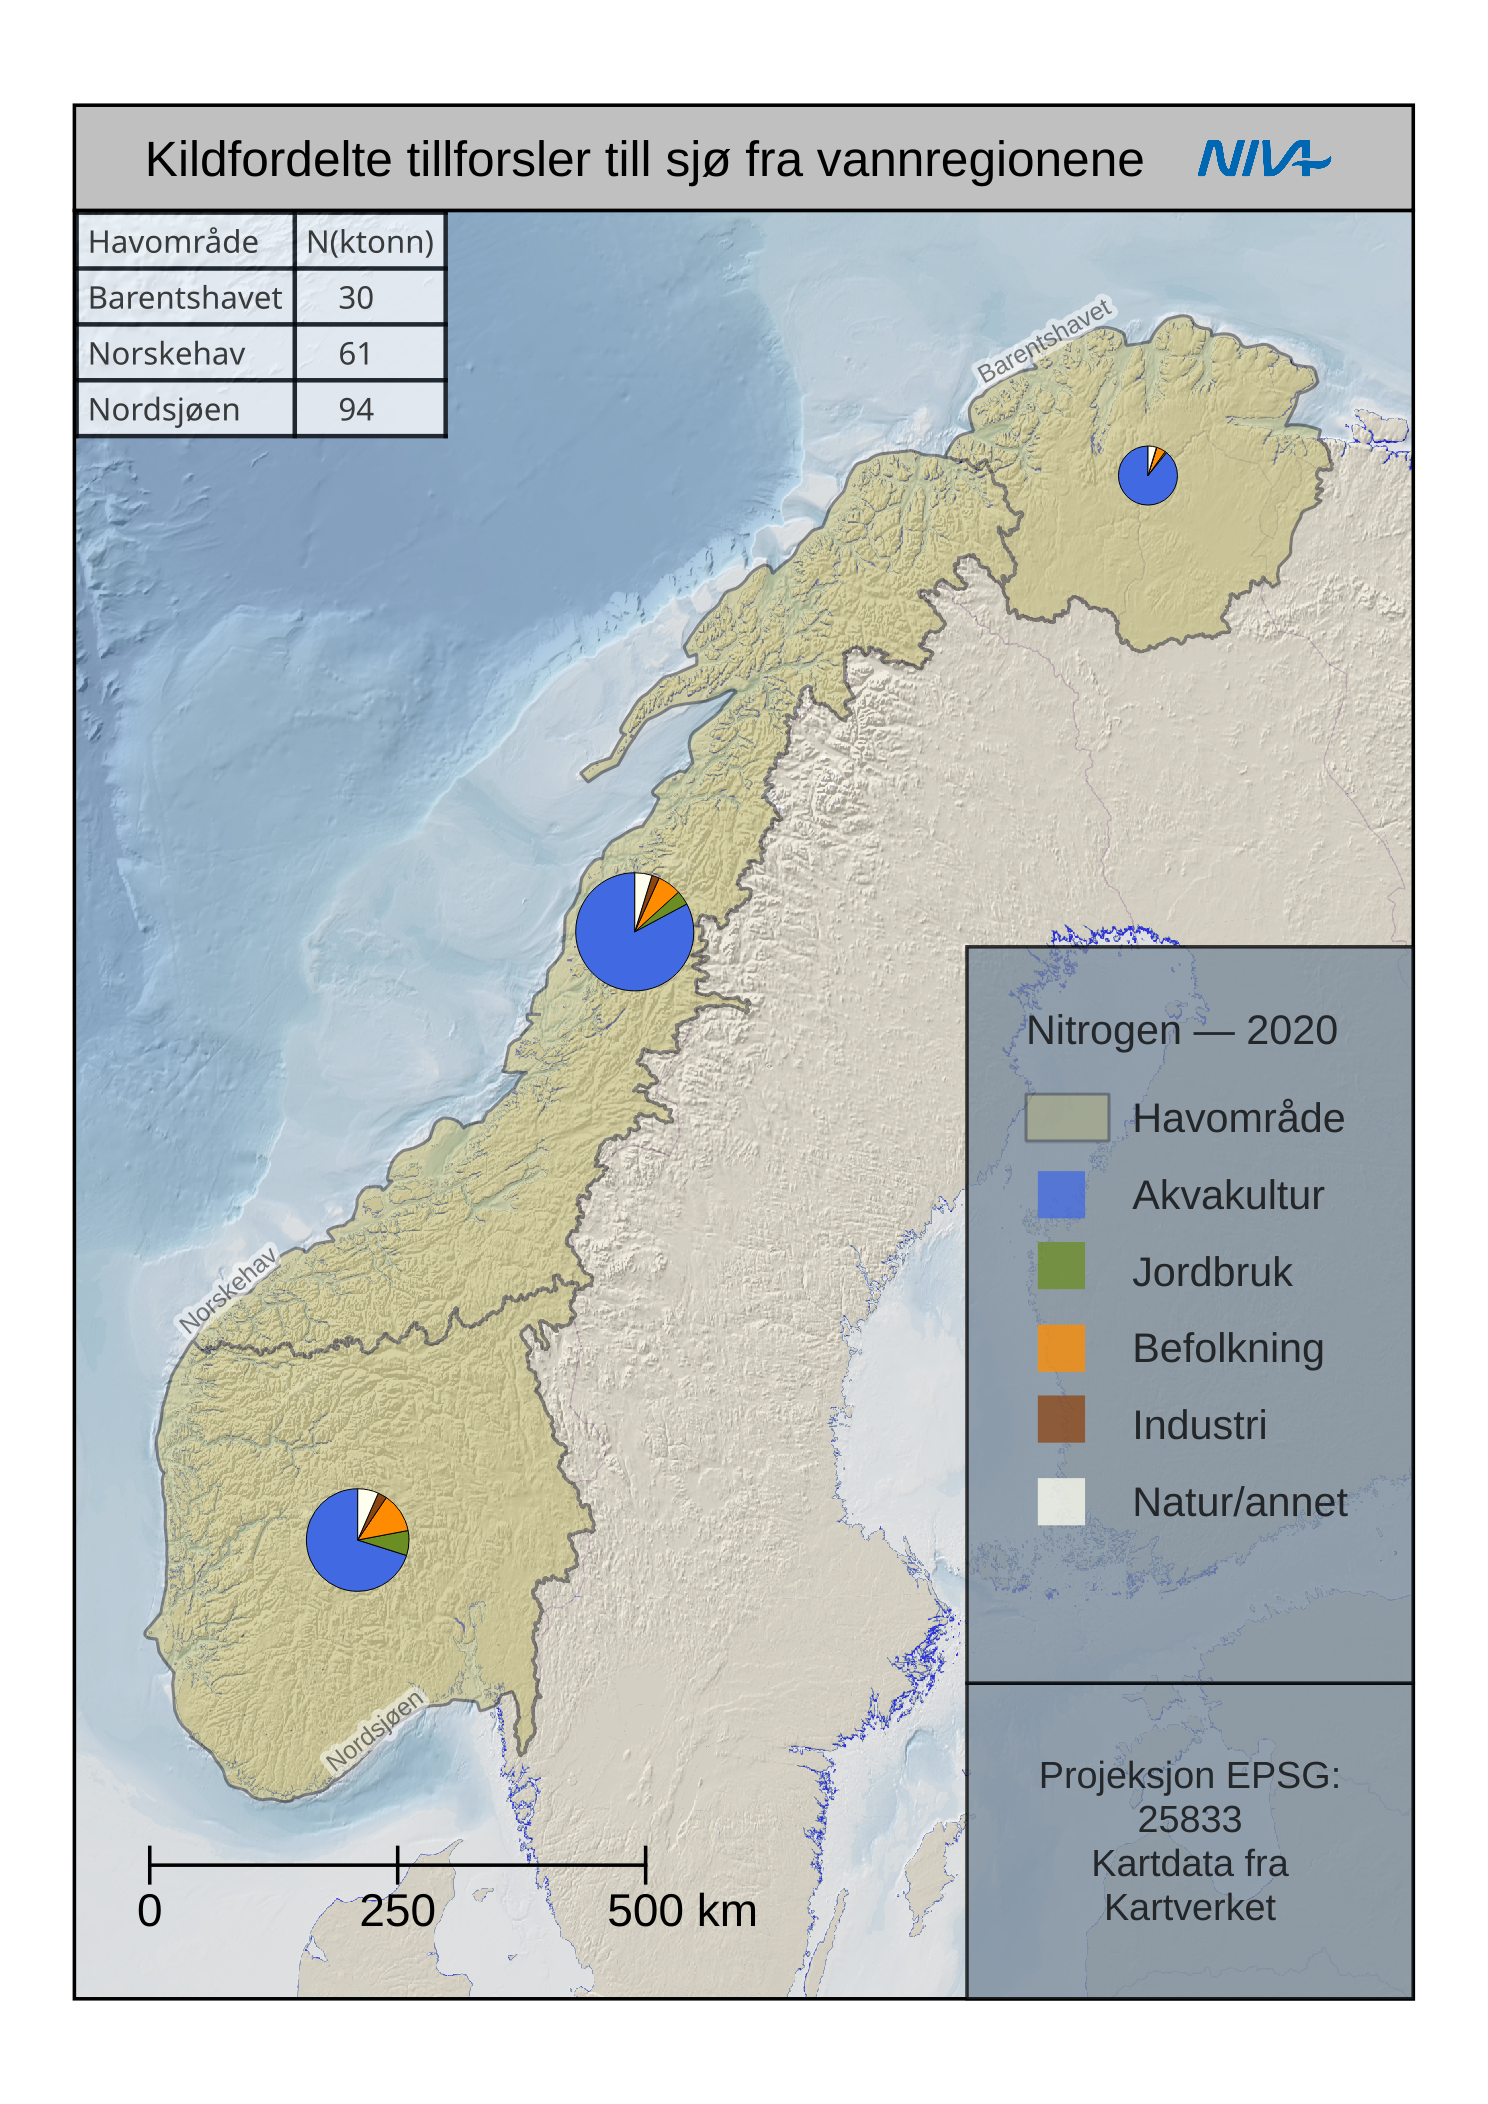 Kildfordelte tillforsler till sjø fra vannregionene
NIVA
Havområde N(ktonn)
Barentshavet 30
Norskehav 61
Nordsjøen 94
Barentshavet
Norskehav
Nordsjøen
Nitrogen — 2020
Havområde
Akvakultur
Jordbruk
Befolkning
Industri
Natur/annet
Projeksjon EPSG:
25833
Kartdata fra
Kartverket
0 250 500 km